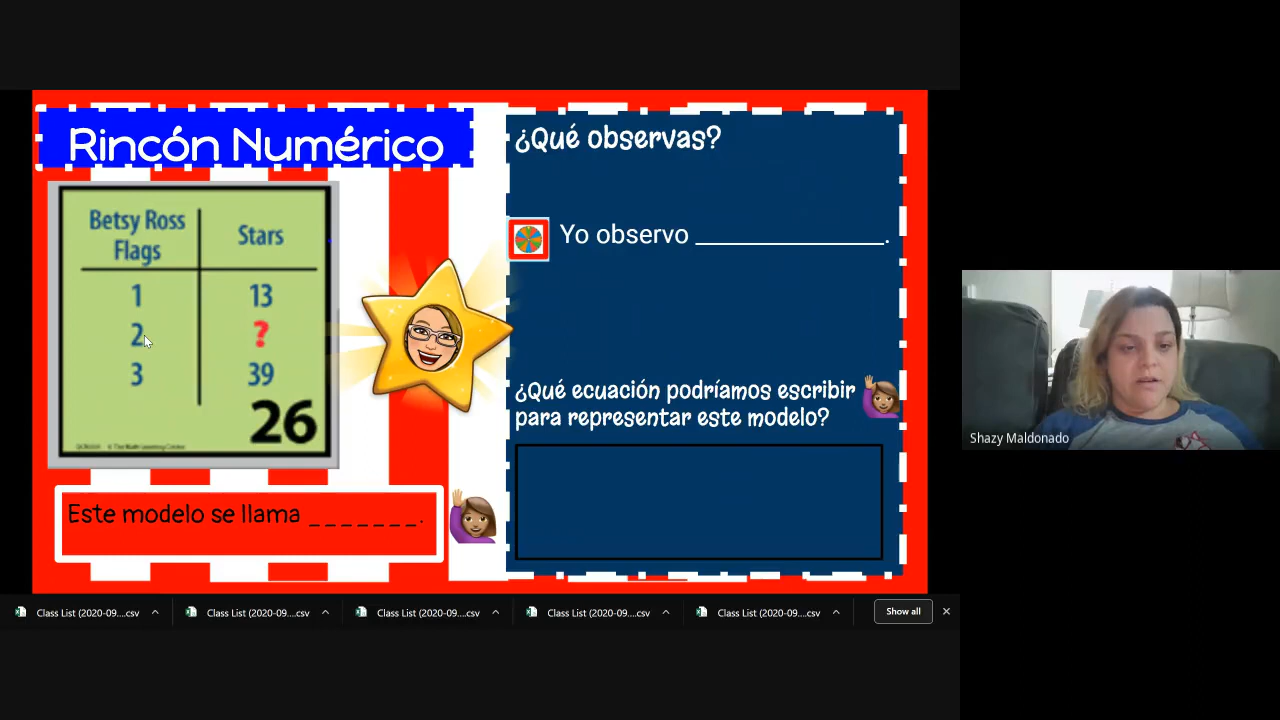 Rincón Numérico
Betsy Ross
Flags
Stars
1 13
2 ?
3 39
26
Este modelo se llama _ _ _ _ _ _ _.
¿Qué observas?
Yo observo ______________.
¿Qué ecuación podríamos escribir
para representar este modelo?
Shazy Maldonado
Class List (2020-09....csv
Class List (2020-09....csv
Class List (2020-09....csv
Class List (2020-09....csv
Class List (2020-09....csv
Show all